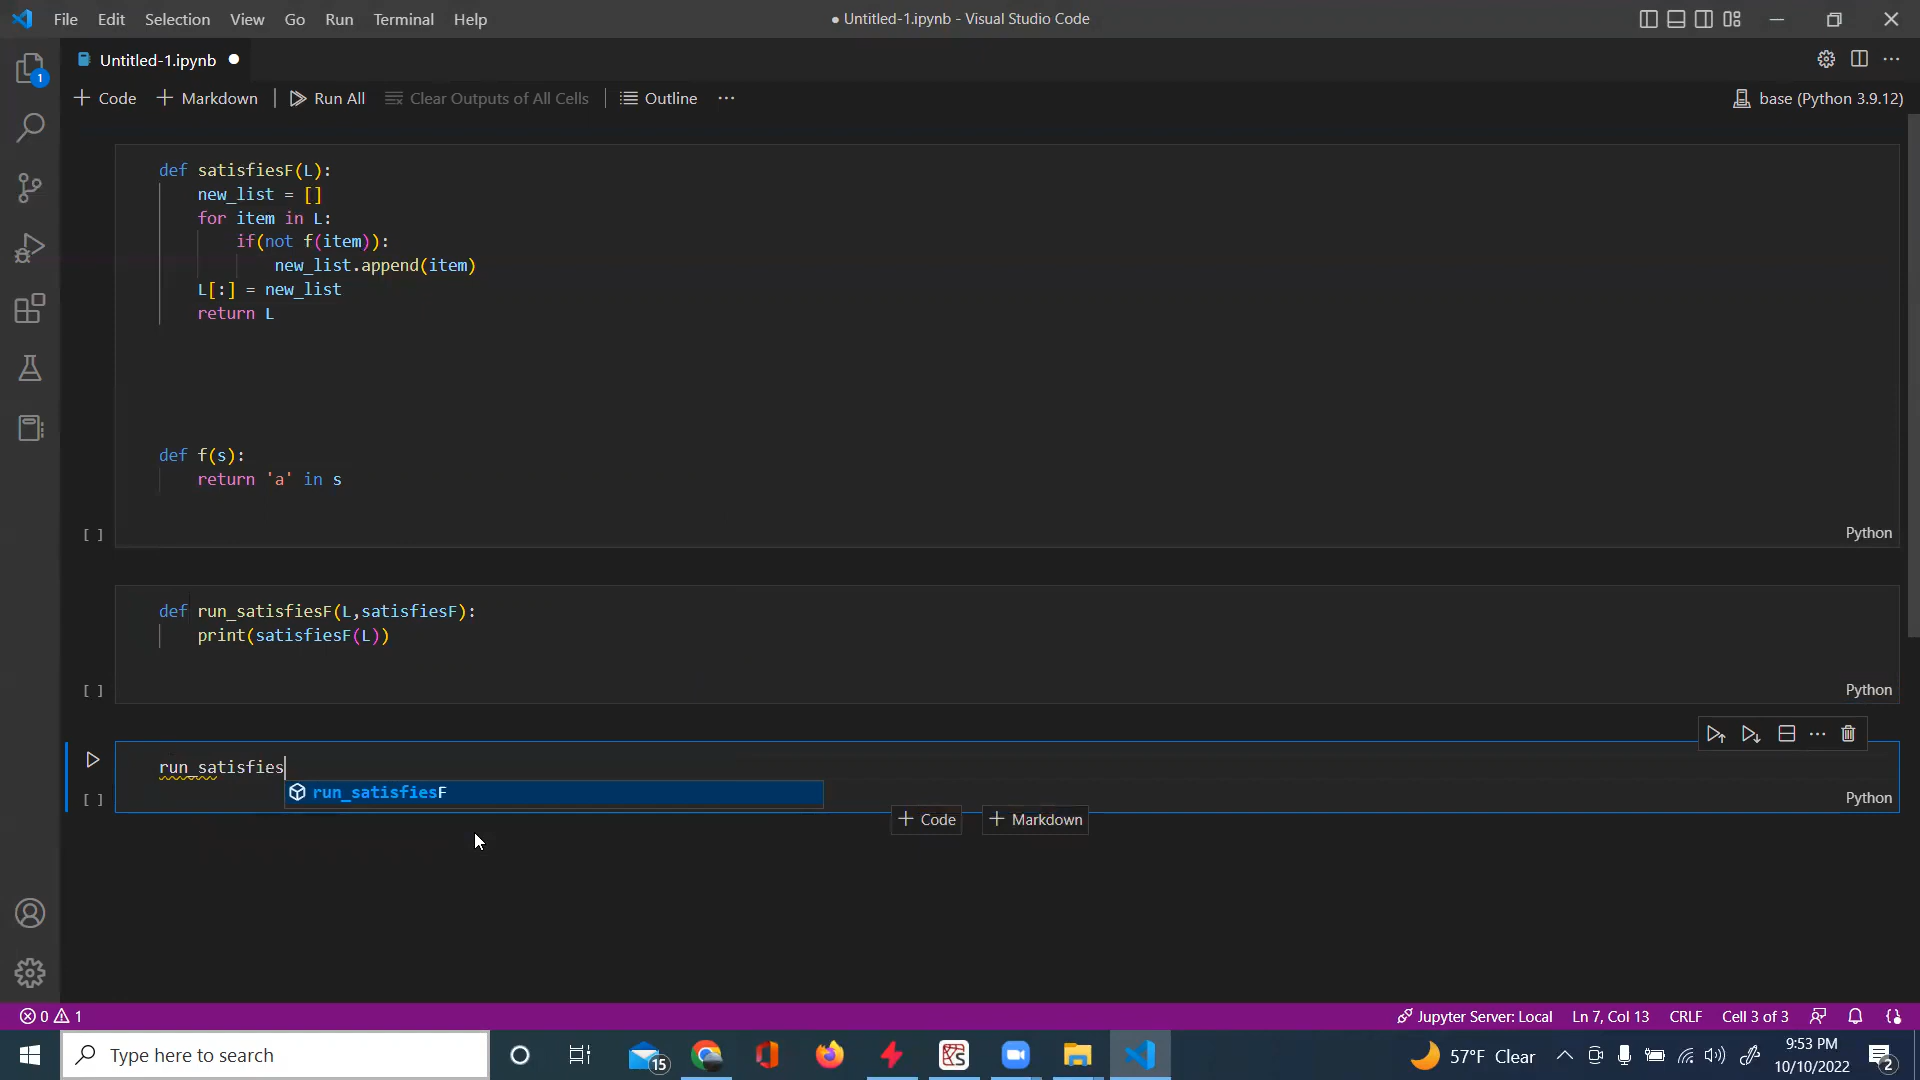 File Edit Selection View Go Run Terminal Help
● Untitled-1.ipynb - Visual Studio Code
Untitled-1.ipynb ●
+ Code + Markdown Run All Clear Outputs of All Cells Outline ···
base (Python 3.9.12)
1
def satisfiesF(L):
new_list = []
for item in L:
if(not f(item)):
new_list.append(item)
L[:] = new_list
return L
def f(s):
return 'a' in s
[ ]
Python
def run_satisfiesF(L,satisfiesF):
print(satisfiesF(L))
[ ]
Python
run_satisfies
run_satisfiesF
[ ]
Python
+ Code + Markdown
0 1
Jupyter Server: Local Ln 7, Col 13 CRLF Cell 3 of 3
Type here to search
15
57°F Clear
9:53 PM
10/10/2022
2